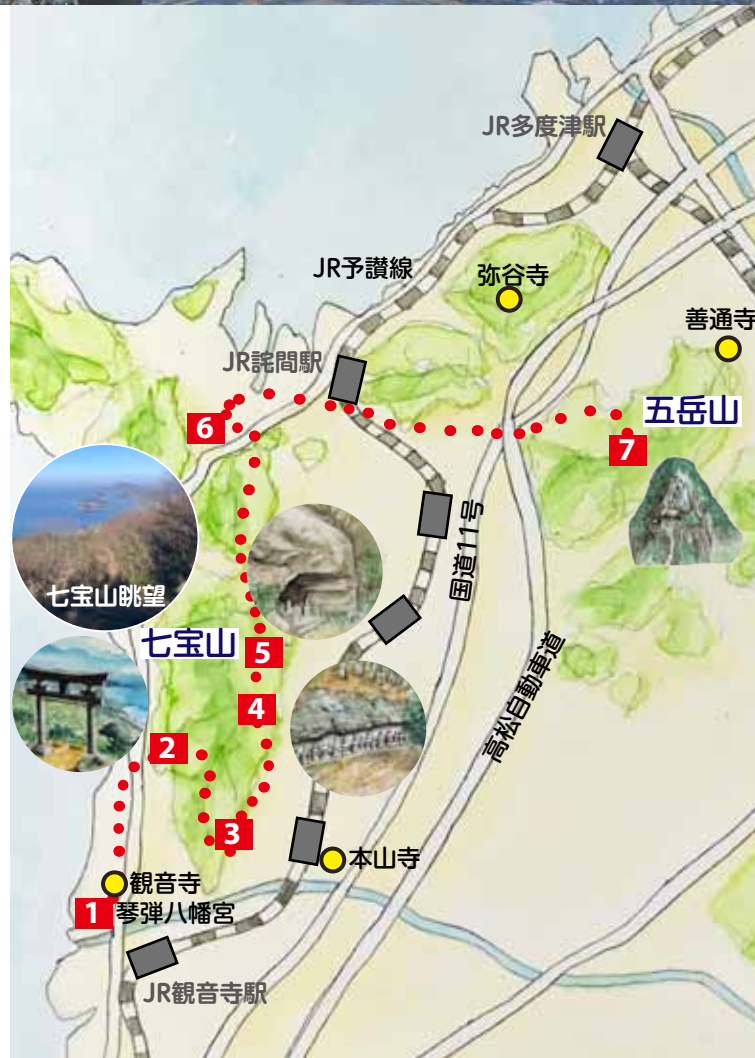 JR多度津駅
JR予讃線
弥谷寺
善通寺
JR詫間駅
五岳山
6
7
国道11号
七宝山眺望
七宝山
5
4
高松自動車道
2
3
本山寺
観音寺
1
琴弾八幡宮
JR観音寺駅